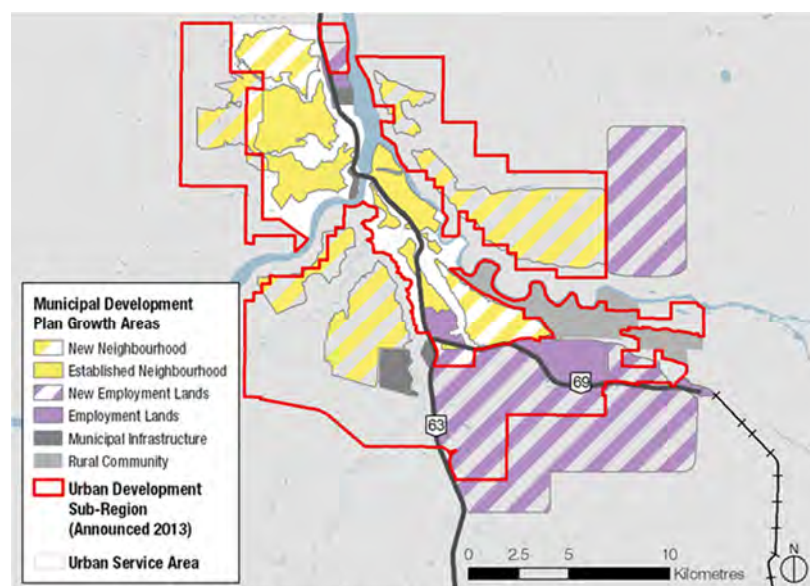 Municipal Development
Plan Growth Areas
New Neighbourhood
Established Neighbourhood
New Employment Lands
Employment Lands
Municipal Infrastructure
Rural Community
Urban Development
Sub-Region
(Announced 2013)
Urban Service Area
69
63
N
0 2.5 5 10
Kilometres